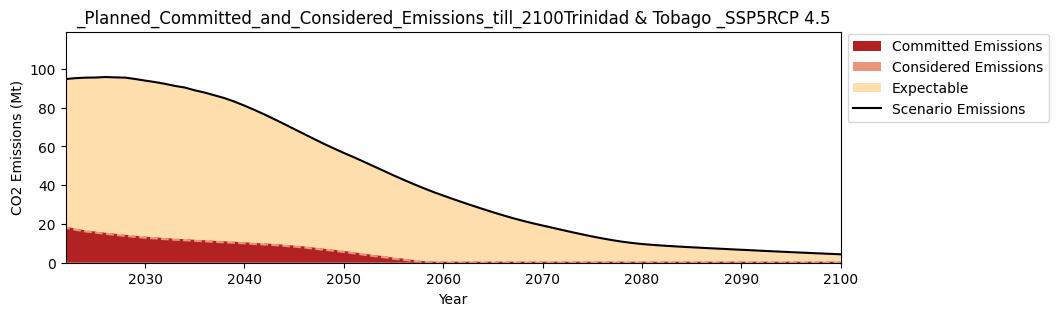 _Planned_Committed_and_Considered_Emissions_till_2100Trinidad & Tobago _SSP5RCP 4.5
CO2 Emissions (Mt)
100
80
60
40
20
0
2030 2040 2050 2060 2070 2080 2090 2100
Year
Committed Emissions
Considered Emissions
Expectable
Scenario Emissions